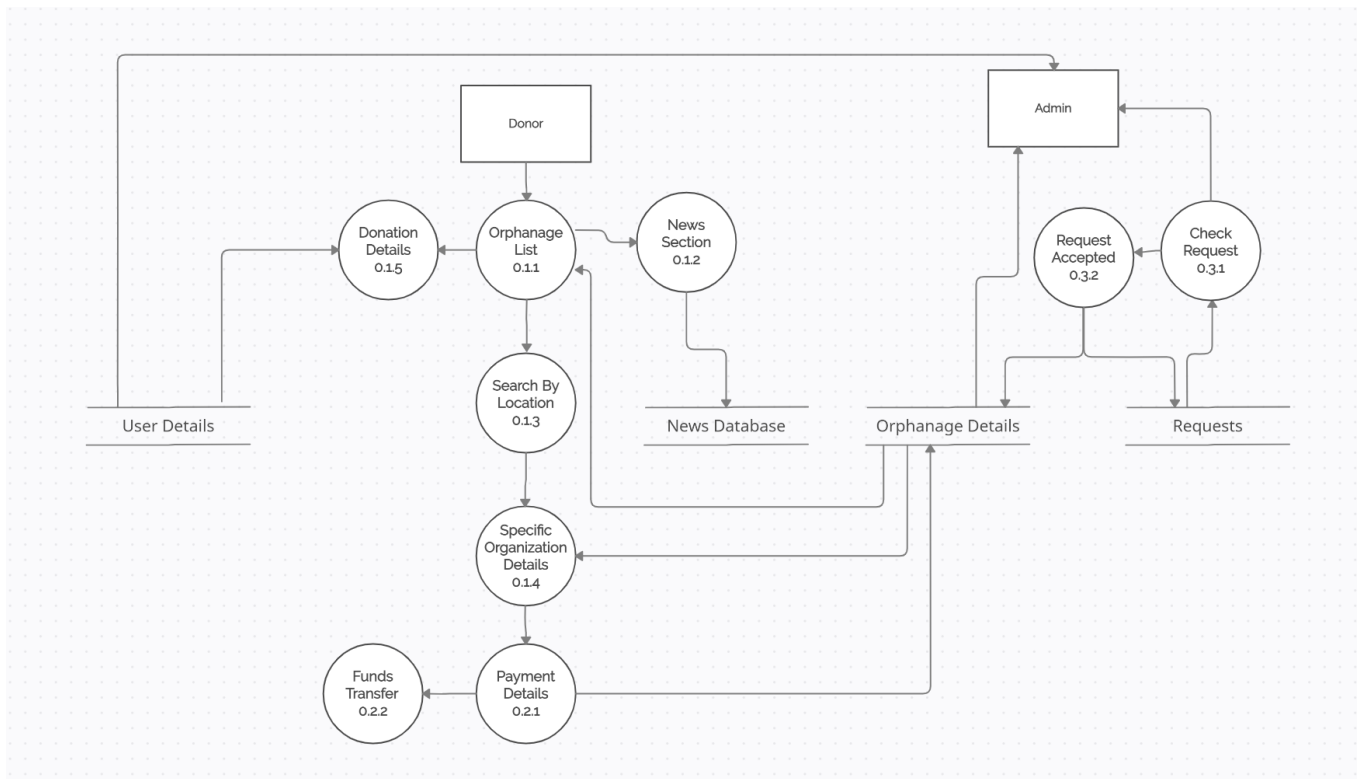 Donor
Admin
Donation
Details
0.1.5
Orphanage
List
0.1.1
News
Section
0.1.2
Request
Accepted
0.3.2
Check
Request
0.3.1
Search By
Location
0.1.3
User Details
News Database
Orphanage Details
Requests
Specific
Organization
Details
0.1.4
Funds
Transfer
0.2.2
Payment
Details
0.2.1